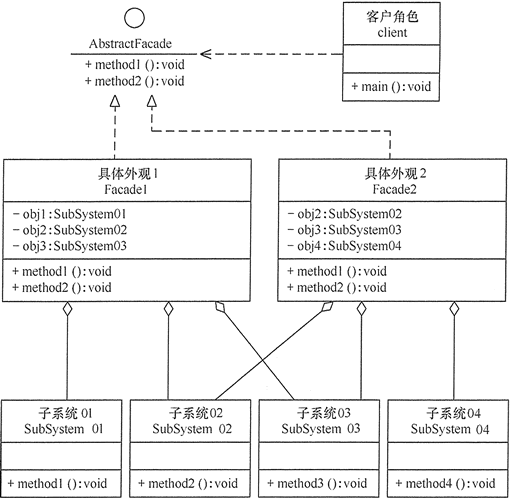 AbstractFacade
+ method1 ( ): void
+ method2 ( ): void
客户角色
client
+ main ( ): void
具体外观1
Facade1
- obj1:SubSystem01
- obj2:SubSystem02
- obj3:SubSystem03
+ method1 ( ): void
+ method2 ( ): void
具体外观2
Facade2
- obj2:SubSystem02
- obj3:SubSystem03
- obj4:SubSystem04
+ method1 ( ): void
+ method2 ( ): void
子系统 01
SubSystem 01
+ method1 ( ): void
子系统02
SubSystem 02
+ method2 ( ): void
子系统03
SubSystem 03
+ method3 ( ): void
子系统04
SubSystem 04
+ method4 ( ): void